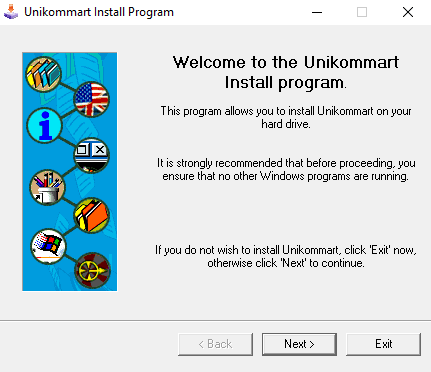 Unikommart Install Program
Welcome to the Unikommart
Install program.
This program allows you to install Unikommart on your
hard drive.
It is strongly recommended that before proceeding, you
ensure that no other Windows programs are running.
If you do not wish to install Unikommart, click 'Exit' now,
otherwise click 'Next' to continue.
< Back
Next >
Exit